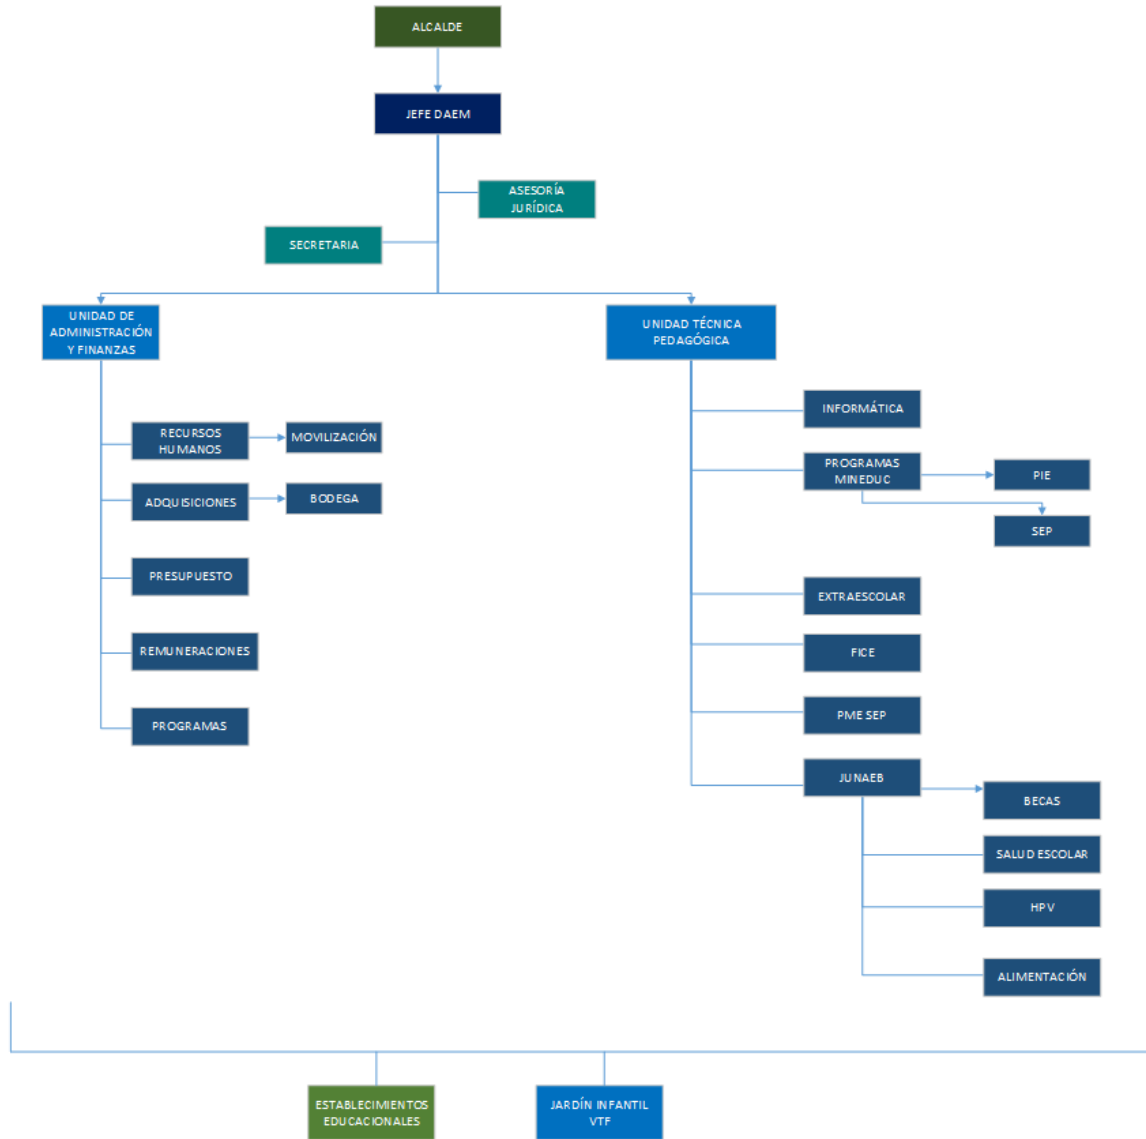 ALCALDE
JEFE DAEM
ASESORÍA
JURÍDICA
SECRETARIA
UNIDAD DE
ADMINISTRACIÓN
Y FINANZAS
UNIDAD TÉCNICA
PEDAGÓGICA
RECURSOS
HUMANOS
MOVILIZACIÓN
ADQUISICIONES
BODEGA
PRESUPUESTO
REMUNERACIONES
PROGRAMAS
INFORMÁTICA
PROGRAMAS
MINEDUC
PIE
SEP
EXTRAESCOLAR
FICE
PME SEP
JUNAEB
BECAS
SALUD ESCOLAR
HPV
ALIMENTACIÓN
ESTABLECIMIENTOS
EDUCACIONALES
JARDÍN INFANTIL
VTF